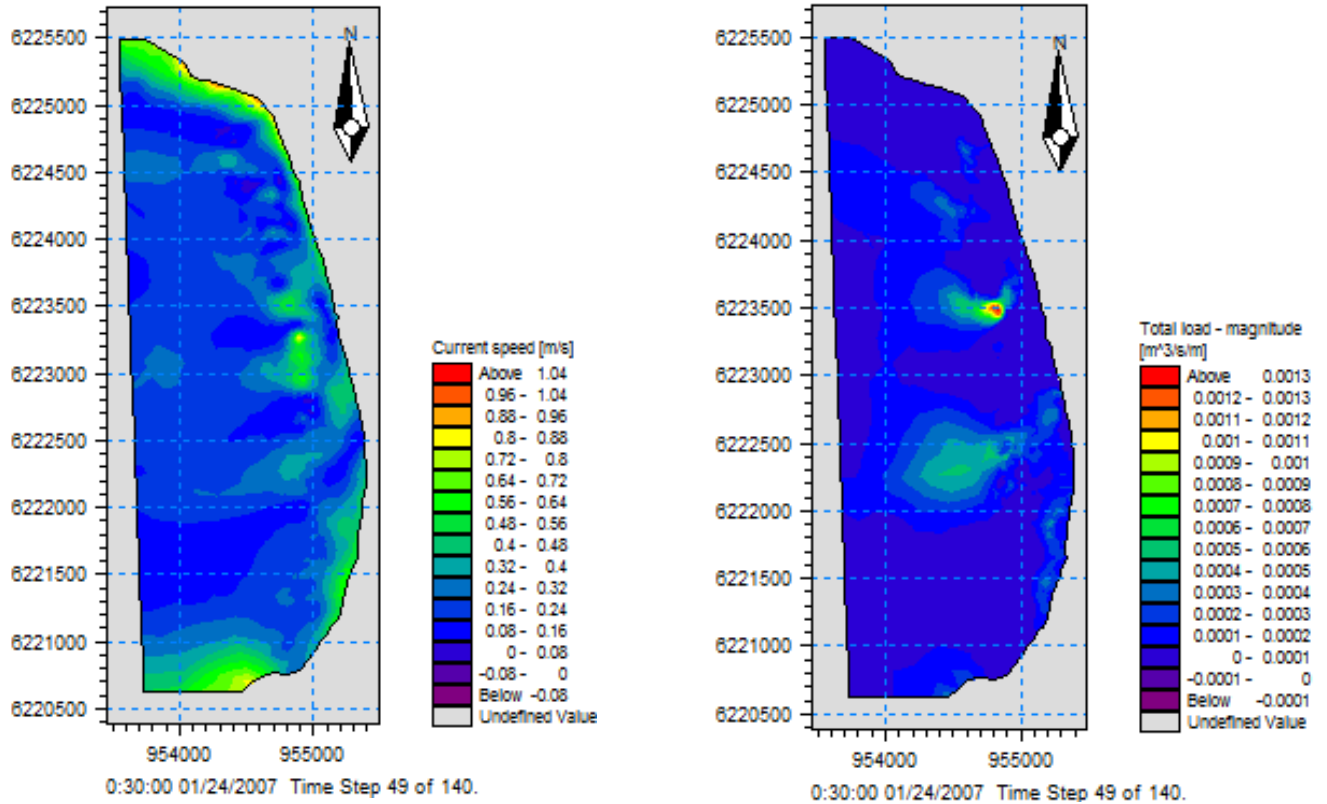 N
6225500
6225000
6224500
6224000
6223500
6223000
6222500
6222000
6221500
6221000
6220500
954000 955000
0:30:00 01/24/2007 Time Step 49 of 140.
Current speed [m/s]
Above 1.04
0.96 - 1.04
0.88 - 0.96
0.8 - 0.88
0.72 - 0.8
0.64 - 0.72
0.56 - 0.64
0.48 - 0.56
0.4 - 0.48
0.32 - 0.4
0.24 - 0.32
0.16 - 0.24
0.08 - 0.16
0 - 0.08
-0.08 - 0
Below -0.08
Undefined Value
N
6225500
6225000
6224500
6224000
6223500
6223000
6222500
6222000
6221500
6221000
6220500
954000 955000
0:30:00 01/24/2007 Time Step 49 of 140.
Total load - magnitude
[m^3/s/m]
Above 0.0013
0.0012 - 0.0013
0.0011 - 0.0012
0.001 - 0.0011
0.0009 - 0.001
0.0008 - 0.0009
0.0007 - 0.0008
0.0006 - 0.0007
0.0005 - 0.0006
0.0004 - 0.0005
0.0003 - 0.0004
0.0002 - 0.0003
0.0001 - 0.0002
0 - 0.0001
-0.0001 - 0
Below -0.0001
Undefined Value